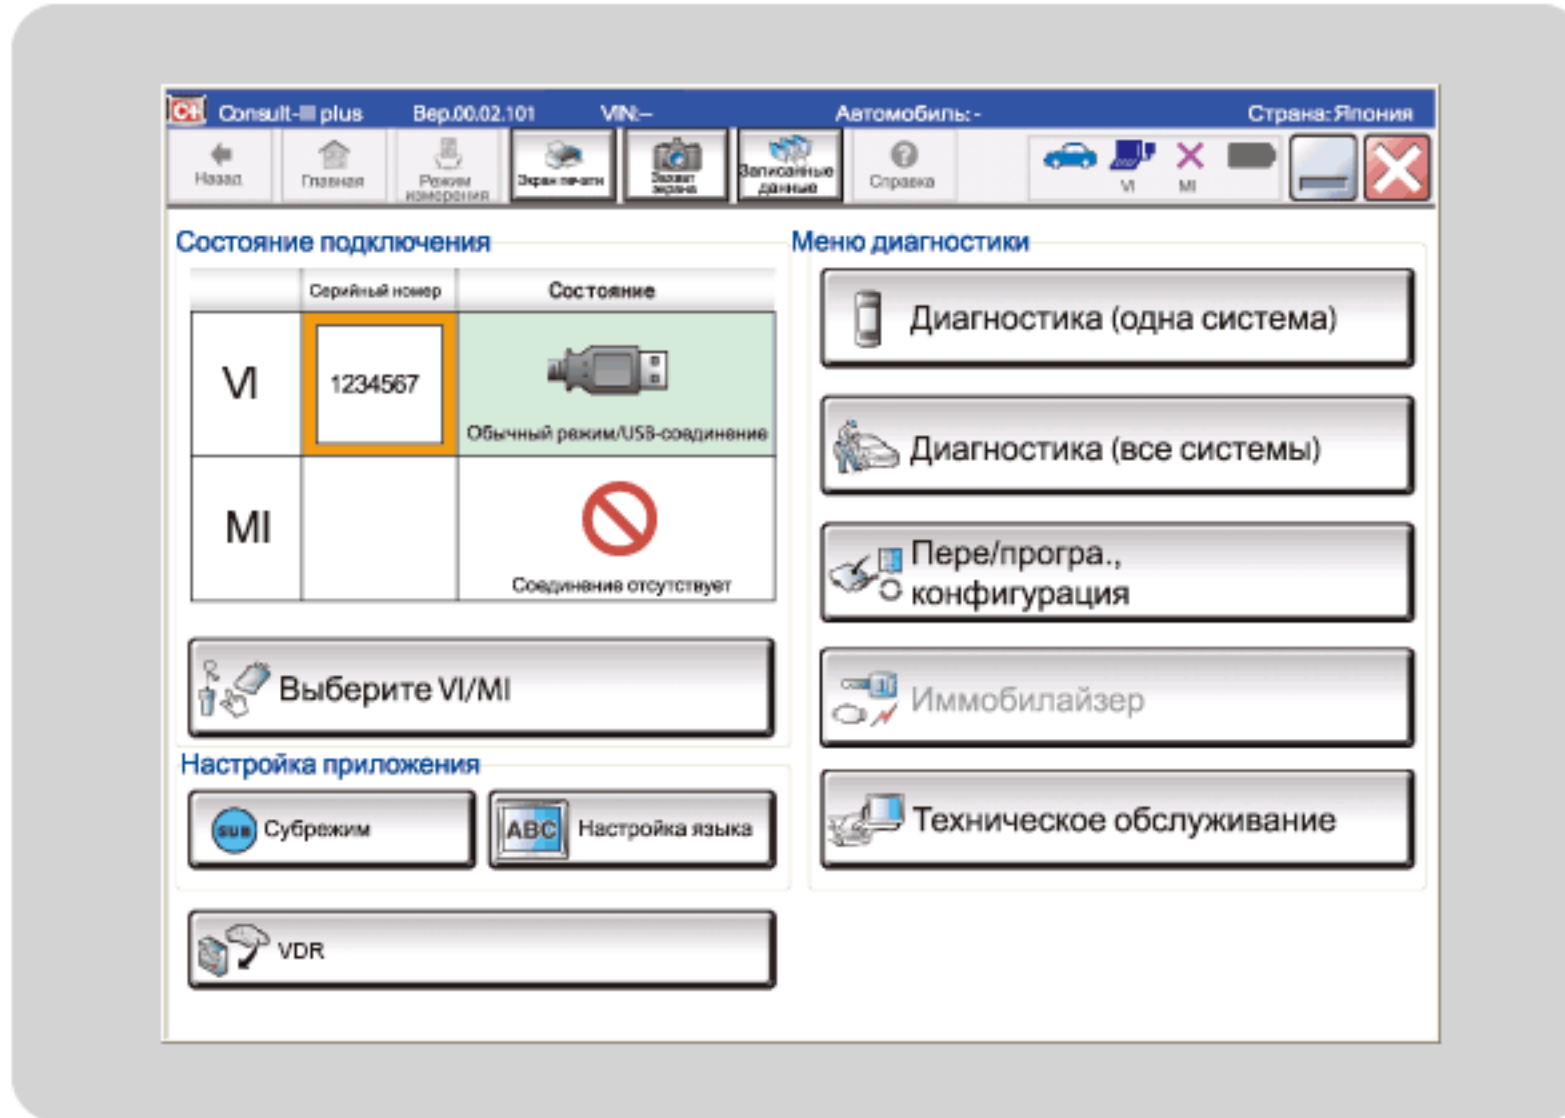 C+ Consult-III plus Вер.00.02.101 VIN:– Автомобиль:- Страна:Япония
Назад
Главная
Режим
измерения
Экран печати
Захват
экрана
Записанные
данные
Справка
VI
MI
Состояние подключения
Серийный номер Состояние
VI 1234567
Обычный режим/USB-соединение
MI
Соединение отсутствует
Выберите VI/MI
Настройка приложения
SUB Субрежим
ABC Настройка языка
VDR
Меню диагностики
Диагностика (одна система)
Диагностика (все системы)
Пере/програ.,
конфигурация
Иммобилайзер
Техническое обслуживание